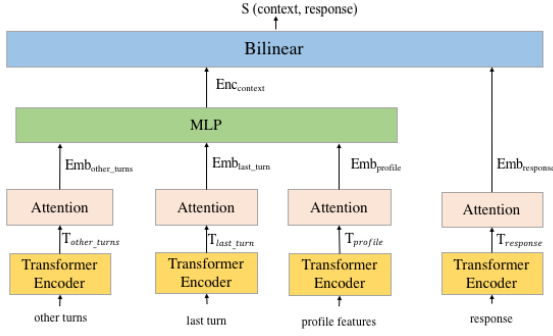 S (context, response)
Bilinear
Enc_context
MLP
Emb_other_turns
Emb_last_turn
Emb_profile
Emb_response
Attention
Attention
Attention
Attention
T_other_turns
T_last_turn
T_profile
T_response
Transformer
Encoder
Transformer
Encoder
Transformer
Encoder
Transformer
Encoder
other turns
last turn
profile features
response